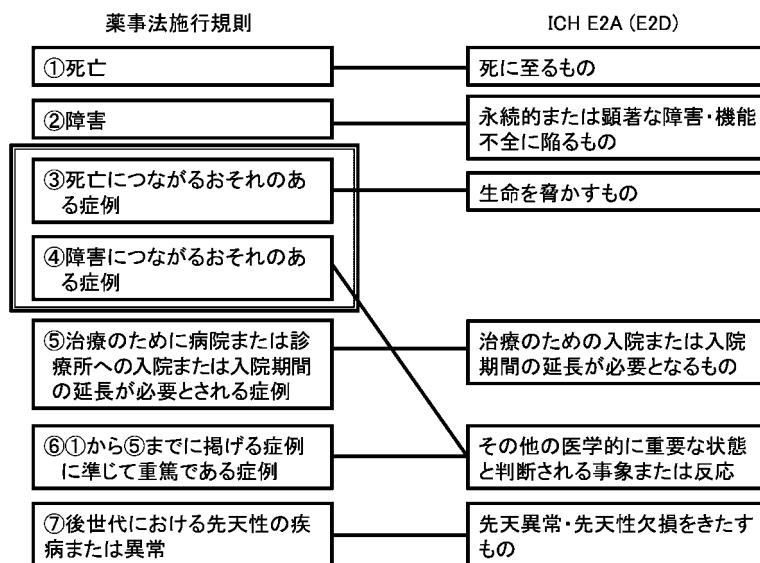 薬事法施行規則
ICH E2A (E2D)
①死亡
死に至るもの
②障害
永続的または顕著な障害・機能
不全に陥るもの
③死亡につながるおそれのあ
る症例
生命を脅かすもの
④障害につながるおそれのあ
る症例
⑤治療のために病院または診
療所への入院または入院期間
の延長が必要とされる症例
治療のための入院または入院
期間の延長が必要となるもの
⑥①から⑤までに掲げる症例
に準じて重篤である症例
その他の医学的に重要な状態
と判断される事象または反応
⑦後世代における先天性の疾
病または異常
先天異常・先天性欠損をきたす
もの